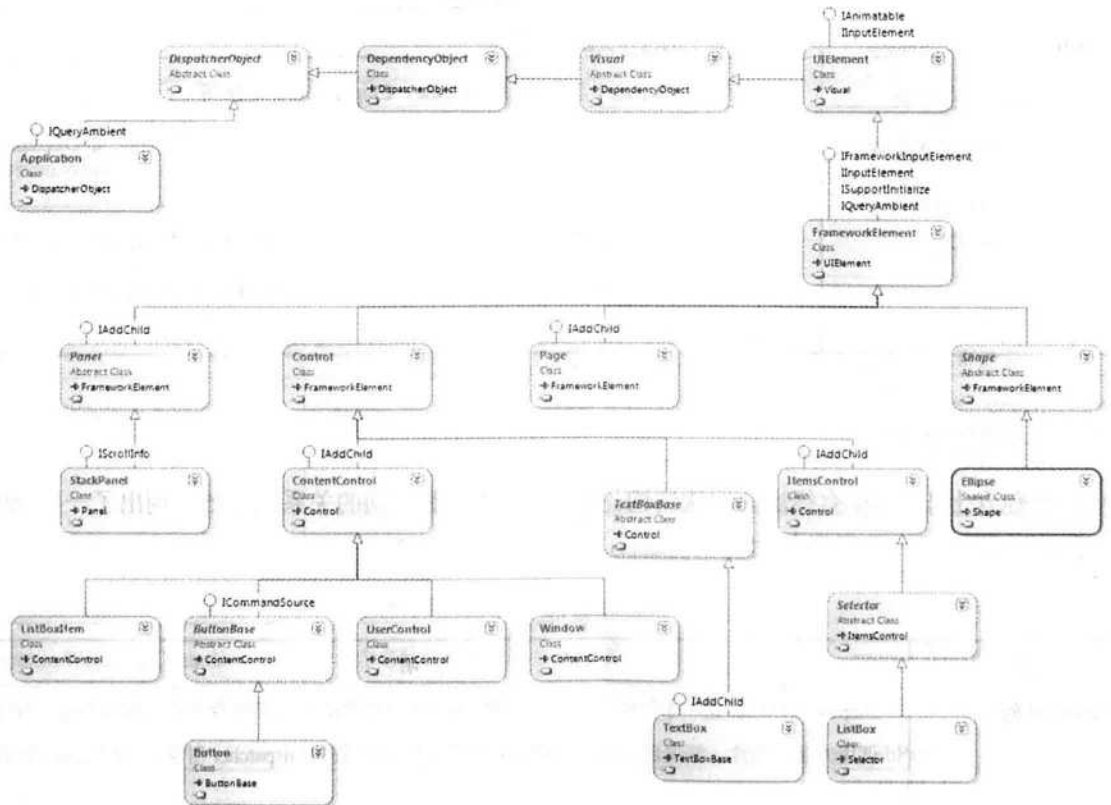 IAnimatable
IInputElement
DispatcherObject
Abstract Class
DependencyObject
Class
DispatcherObject
Visual
Abstract Class
DependencyObject
UIElement
Class
Visual
IQueryAmbient
Application
Class
DispatcherObject
IFrameworkInputElement
IInputElement
ISupportInitialize
IQueryAmbient
FrameworkElement
Class
UIElement
IAddChild
Panel
Abstract Class
FrameworkElement
Control
Class
FrameworkElement
IAddChild
Page
Class
FrameworkElement
Shape
Abstract Class
FrameworkElement
IScrollInfo
StackPanel
Class
Panel
IAddChild
ContentControl
Class
Control
TextBoxBase
Abstract Class
Control
IAddChild
ItemsControl
Class
Control
Ellipse
Sealed Class
Shape
ListBoxItem
Class
ContentControl
ICommandSource
ButtonBase
Abstract Class
ContentControl
UserControl
Class
ContentControl
Window
Class
ContentControl
Selector
Abstract Class
ItemsControl
Button
Class
ButtonBase
IAddChild
TextBox
Class
TextBoxBase
ListBox
Class
Selector